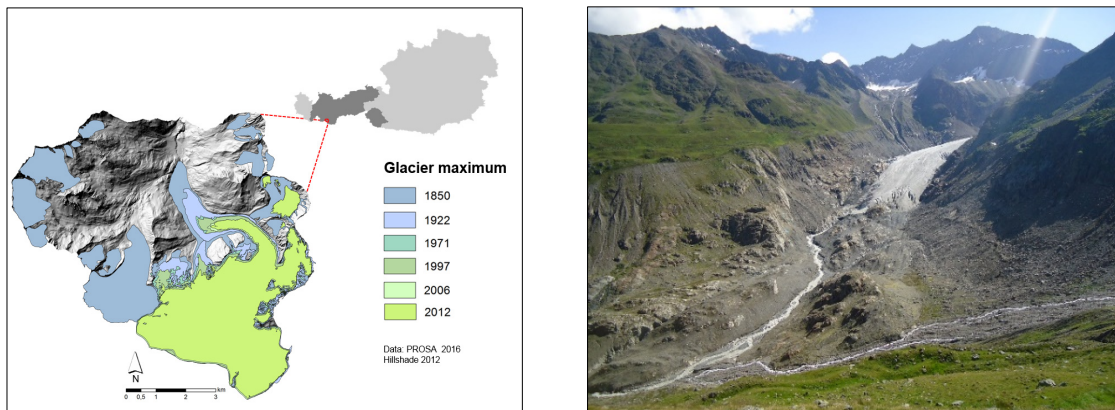 Glacier maximum
1850
1922
1971
1997
2006
2012
Data: PROSA 2016
Hillshade 2012
N
0 0,5 1 2 3
km